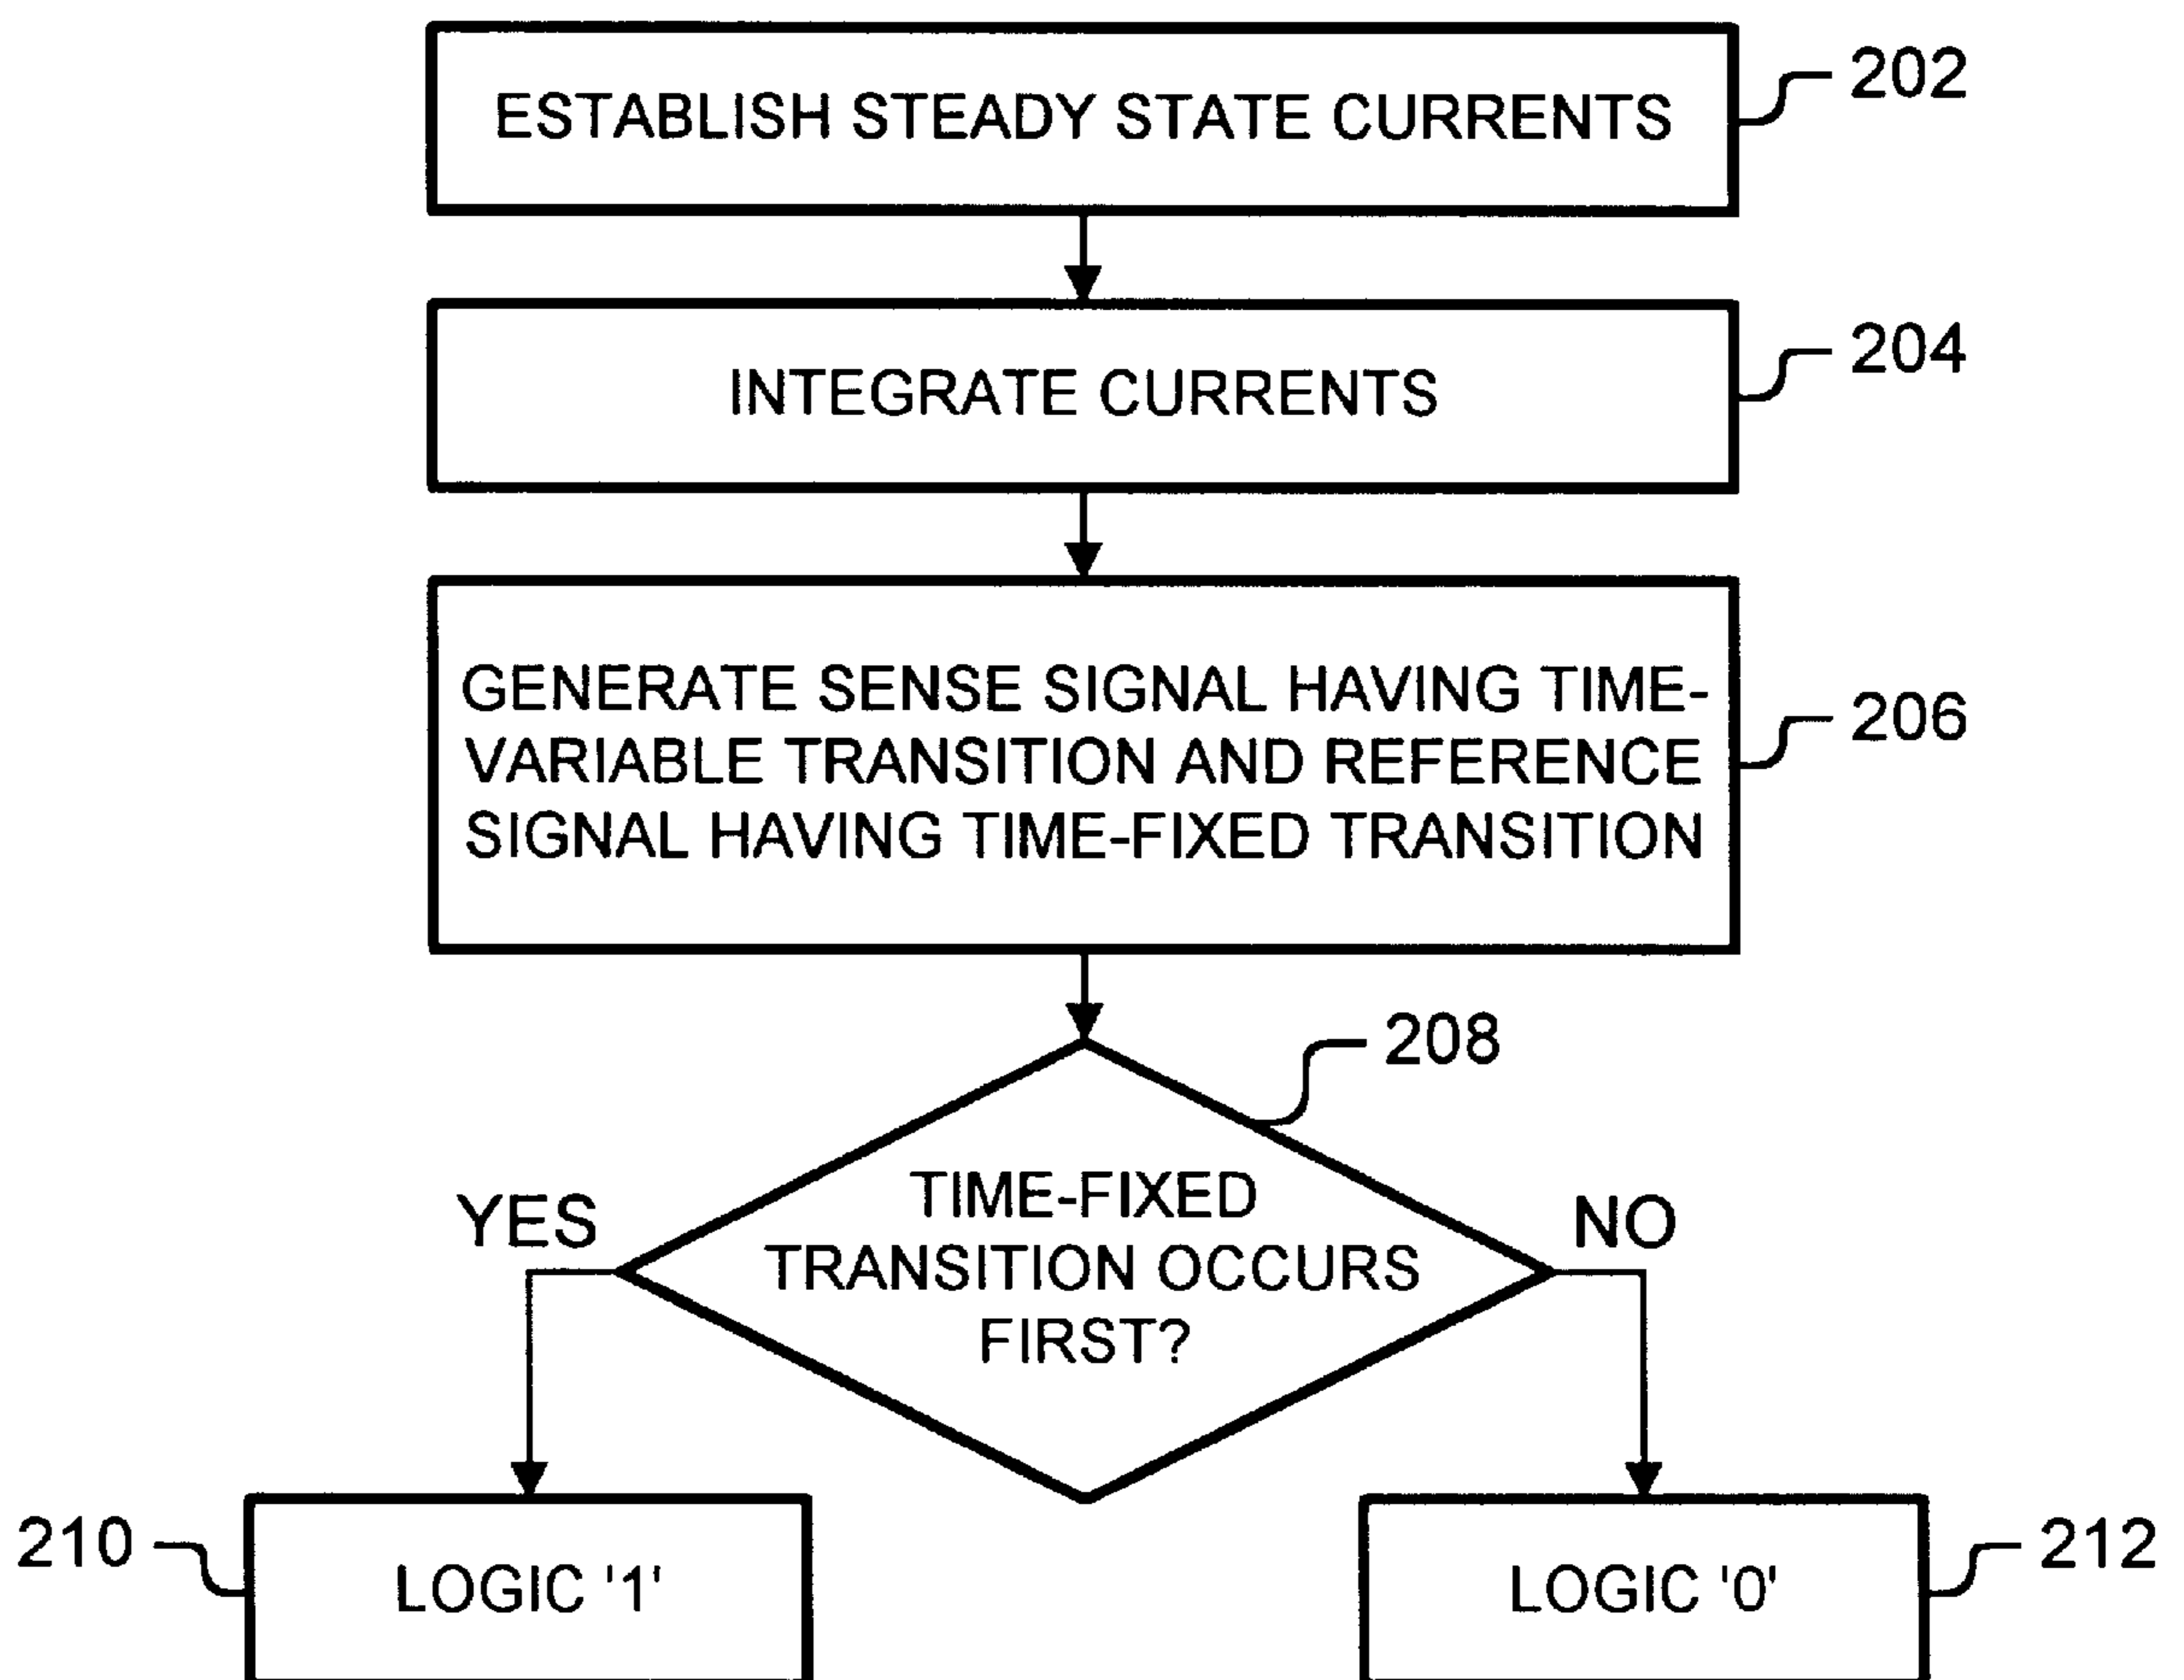 ESTABLISH STEADY STATE CURRENTS
202
INTEGRATE CURRENTS
204
GENERATE SENSE SIGNAL HAVING TIME-
VARIABLE TRANSITION AND REFERENCE
SIGNAL HAVING TIME-FIXED TRANSITION
206
208
TIME-FIXED
TRANSITION OCCURS
FIRST?
YES
NO
210
LOGIC '1'
LOGIC '0'
212